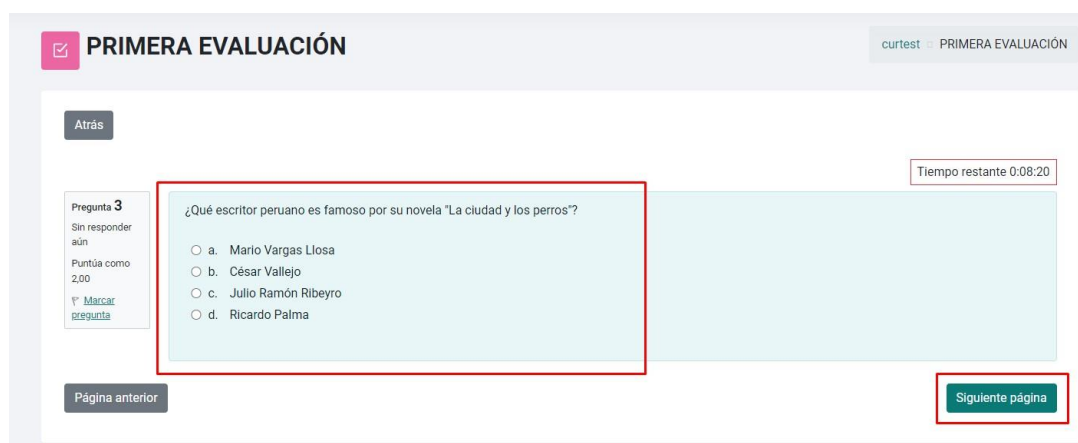 PRIMERA EVALUACIÓN
curtest PRIMERA EVALUACIÓN
Atrás
Tiempo restante 0:08:20
Pregunta 3
Sin responder
aún
Puntúa como
2,00
Marcar
pregunta
¿Qué escritor peruano es famoso por su novela "La ciudad y los perros"?
a. Mario Vargas Llosa
b. César Vallejo
c. Julio Ramón Ribeyro
d. Ricardo Palma
Página anterior
Siguiente página